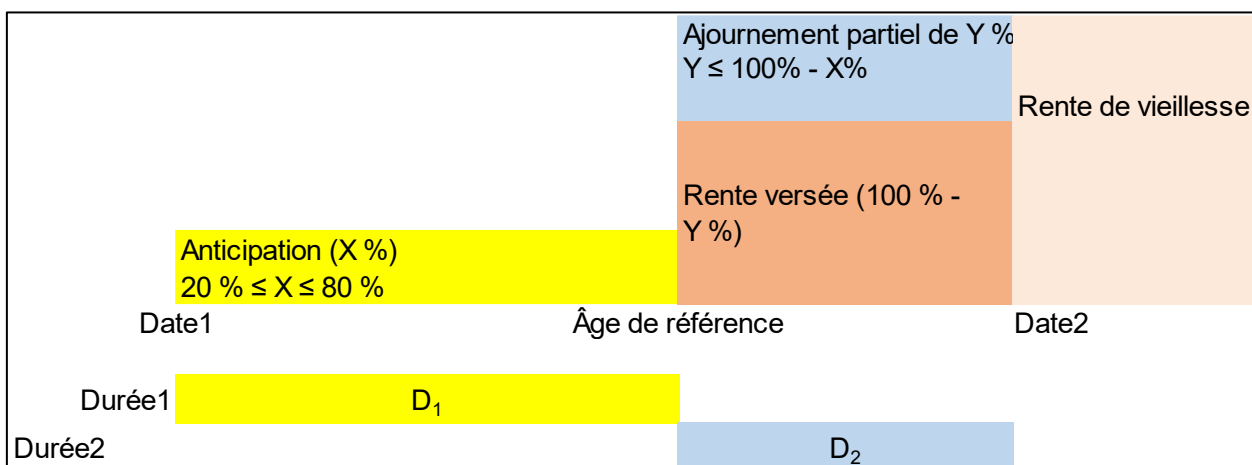 Ajournement partiel de Y %
Y ≤ 100% - X%
Rente de vieillesse
Rente versée (100 % -
Y %)
Anticipation (X %)
20 % ≤ X ≤ 80 %
Date1
Âge de référence
Date2
Durée1
D₁
Durée2
D₂